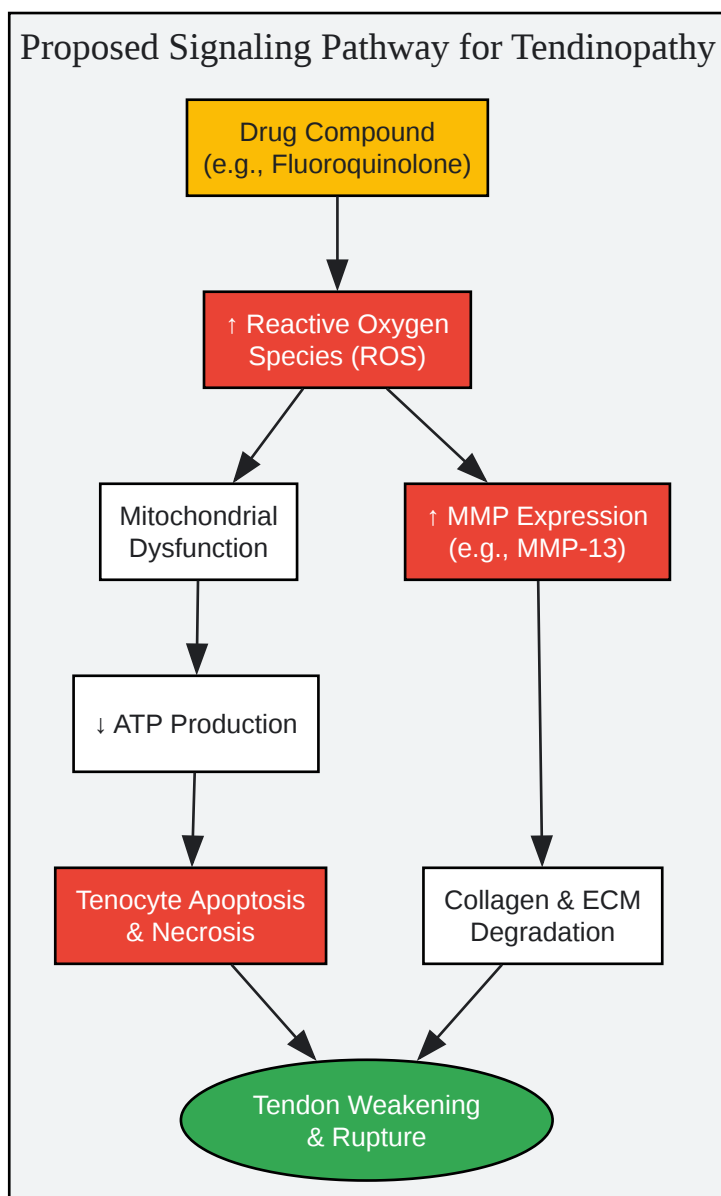 Proposed Signaling Pathway for Tendinopathy
Drug Compound
(e.g., Fluoroquinolone)
↑ Reactive Oxygen
Species (ROS)
Mitochondrial
Dysfunction
↑ MMP Expression
(e.g., MMP-13)
↓ ATP Production
Tenocyte Apoptosis
& Necrosis
Collagen & ECM
Degradation
Tendon Weakening
& Rupture